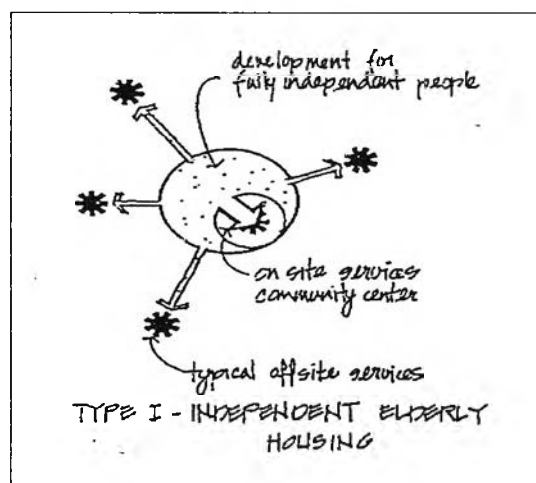 development for
fully independent people
on site services
community center
typical offsite services
TYPE I - INDEPENDENT ELDERLY
HOUSING